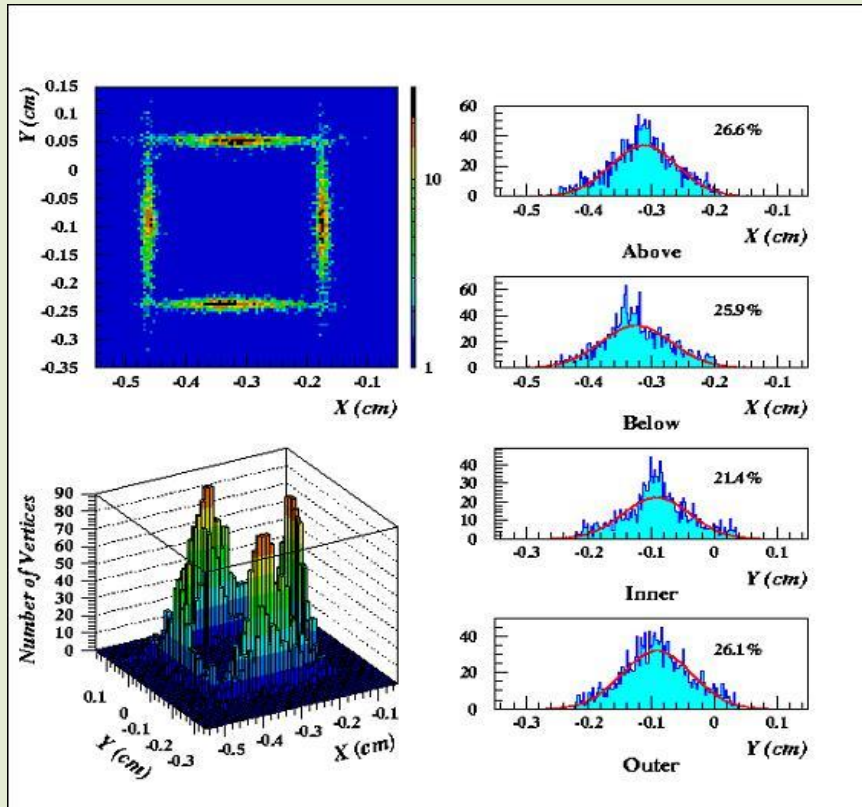 Y (cm)
0.15
0.1
0.05
0
-0.05
-0.1
-0.15
-0.2
-0.25
-0.3
-0.35
-0.5 -0.4 -0.3 -0.2 -0.1
X (cm)
10
1
60
40
20
0
26.6%
-0.5 -0.4 -0.3 -0.2 -0.1
X (cm)
Above
60
40
20
0
25.9%
-0.5 -0.4 -0.3 -0.2 -0.1
X (cm)
Below
Number of Vertices
90
80
70
60
50
40
30
20
10
0
0.1
0
-0.1
-0.2
-0.3
Y (cm)
-0.5
-0.4
-0.3
-0.2
-0.1
X (cm)
40
30
20
10
0
21.4%
-0.3 -0.2 -0.1 0 0.1
Y (cm)
Inner
40
20
0
26.1%
-0.3 -0.2 -0.1 0 0.1
Y (cm)
Outer